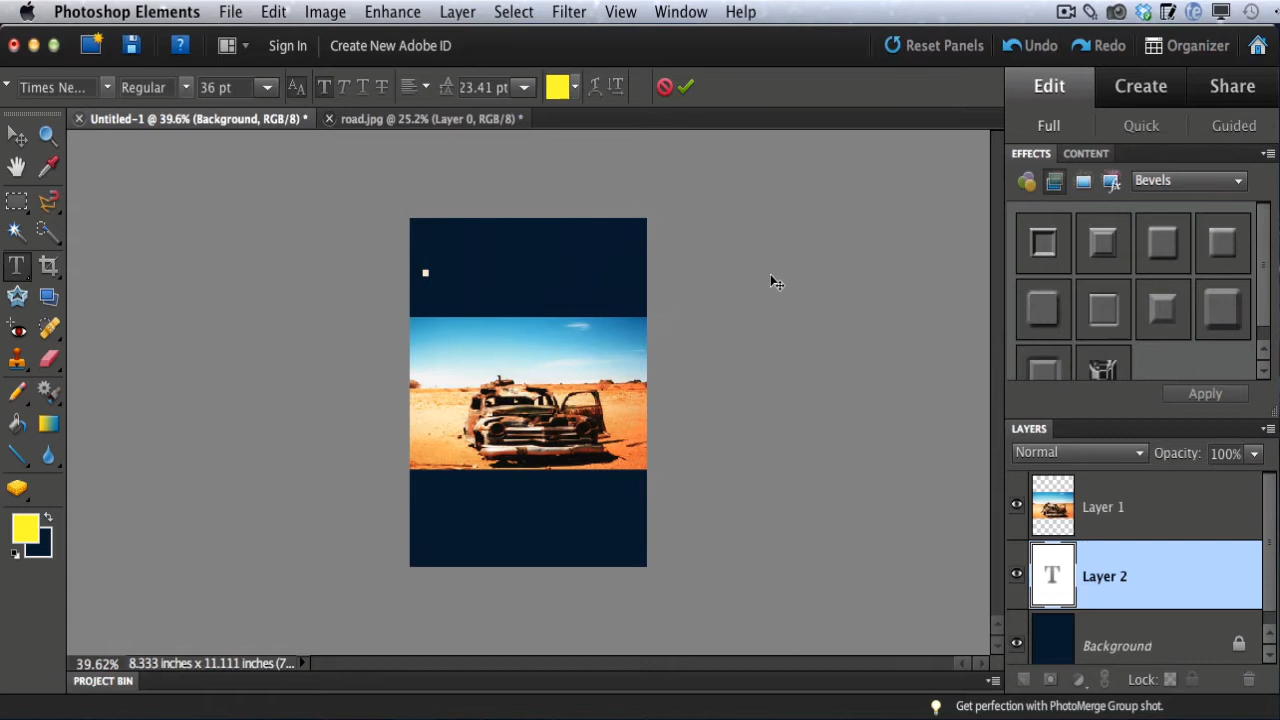 Photoshop Elements File Edit Image Enhance Layer Select Filter View Window Help
Sign In Create New Adobe ID Reset Panels Undo Redo Organizer
Times Ne... Regular 36 pt 23.41 pt
Edit Create Share
Untitled-1 @ 39.6% (Background, RGB/8) * road.jpg @ 25.2% (Layer 0, RGB/8) *
Full Quick Guided
EFFECTS CONTENT
Bevels
Apply
LAYERS
Normal Opacity: 100%
Layer 1
Layer 2
Background
39.62% 8.333 inches x 11.111 inches (7... Lock:
PROJECT BIN
Get perfection with PhotoMerge Group shot.